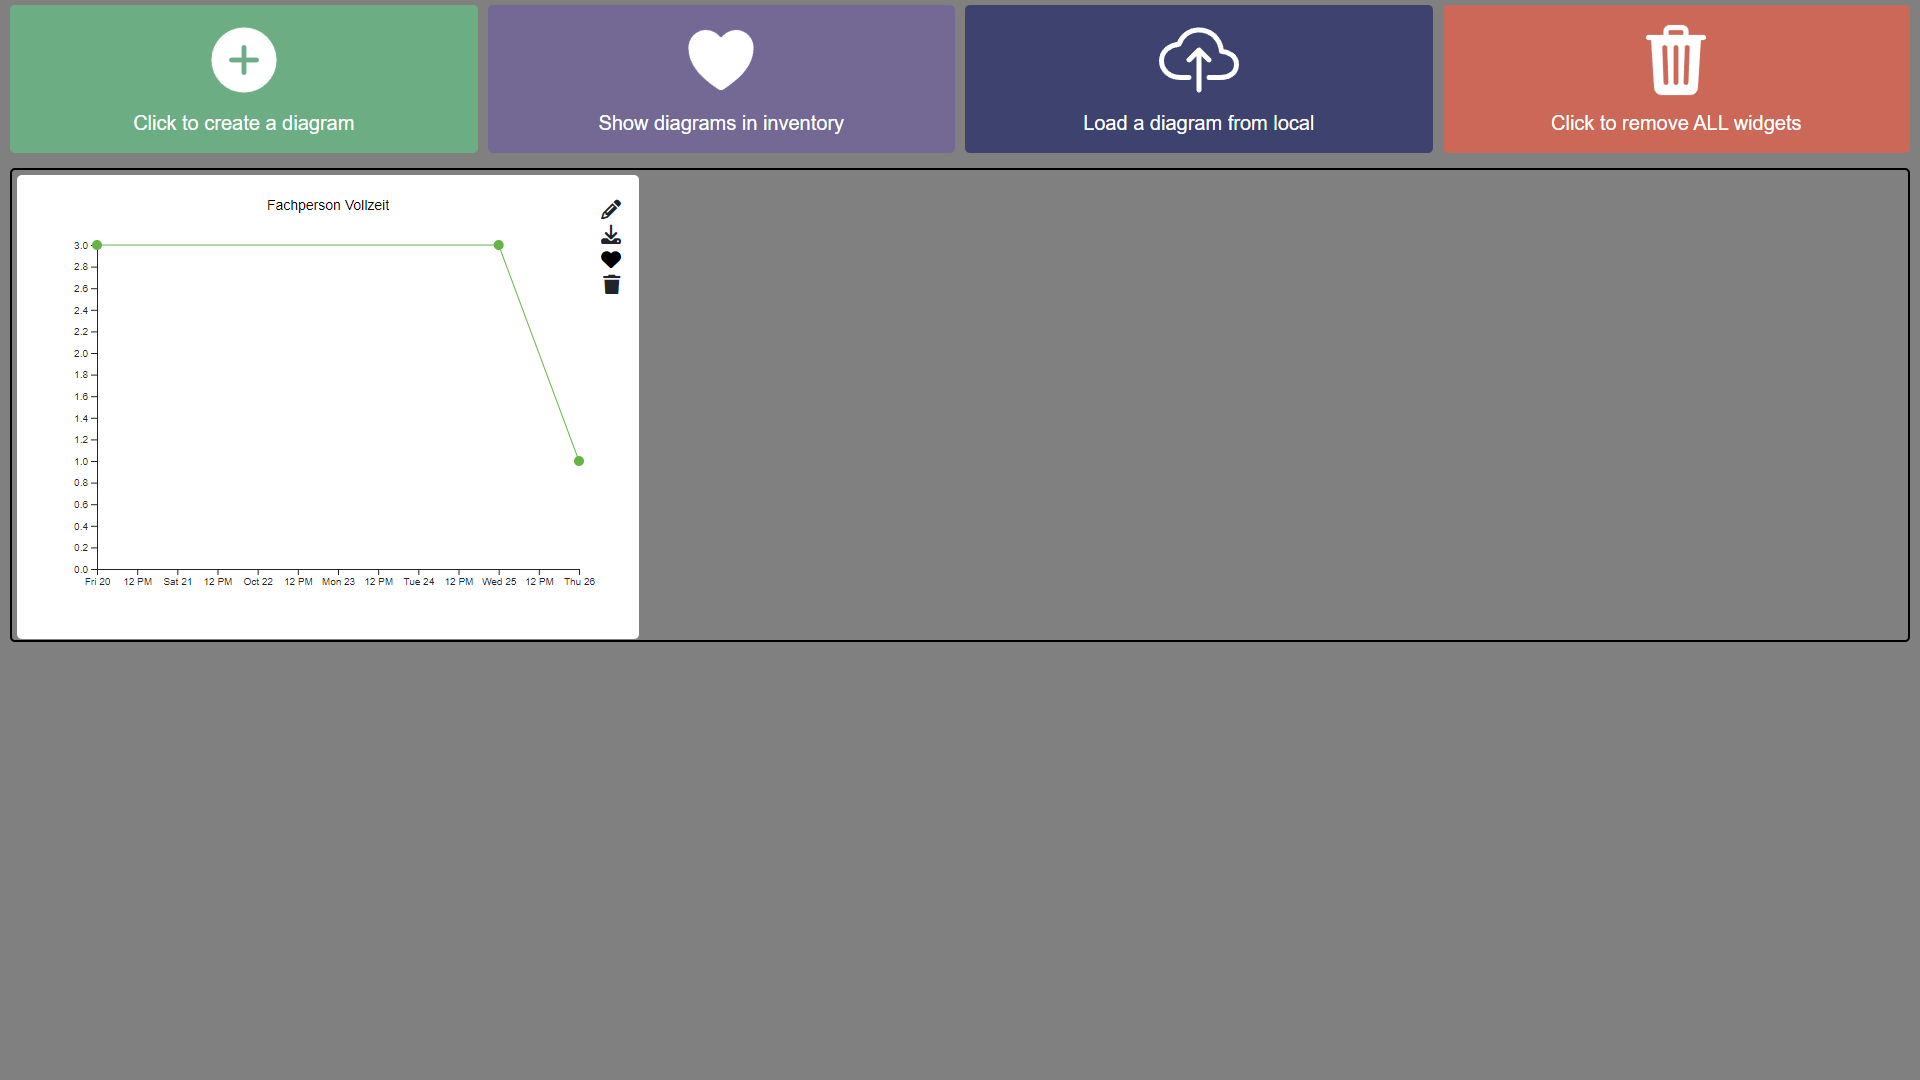 Click to create a diagram
Show diagrams in inventory
Load a diagram from local
Click to remove ALL widgets
Fachperson Vollzeit
3.0
2.8
2.6
2.4
2.2
2.0
1.8
1.6
1.4
1.2
1.0
0.8
0.6
0.4
0.2
0.0
Fri 20 12 PM Sat 21 12 PM Oct 22 12 PM Mon 23 12 PM Tue 24 12 PM Wed 25 12 PM Thu 26